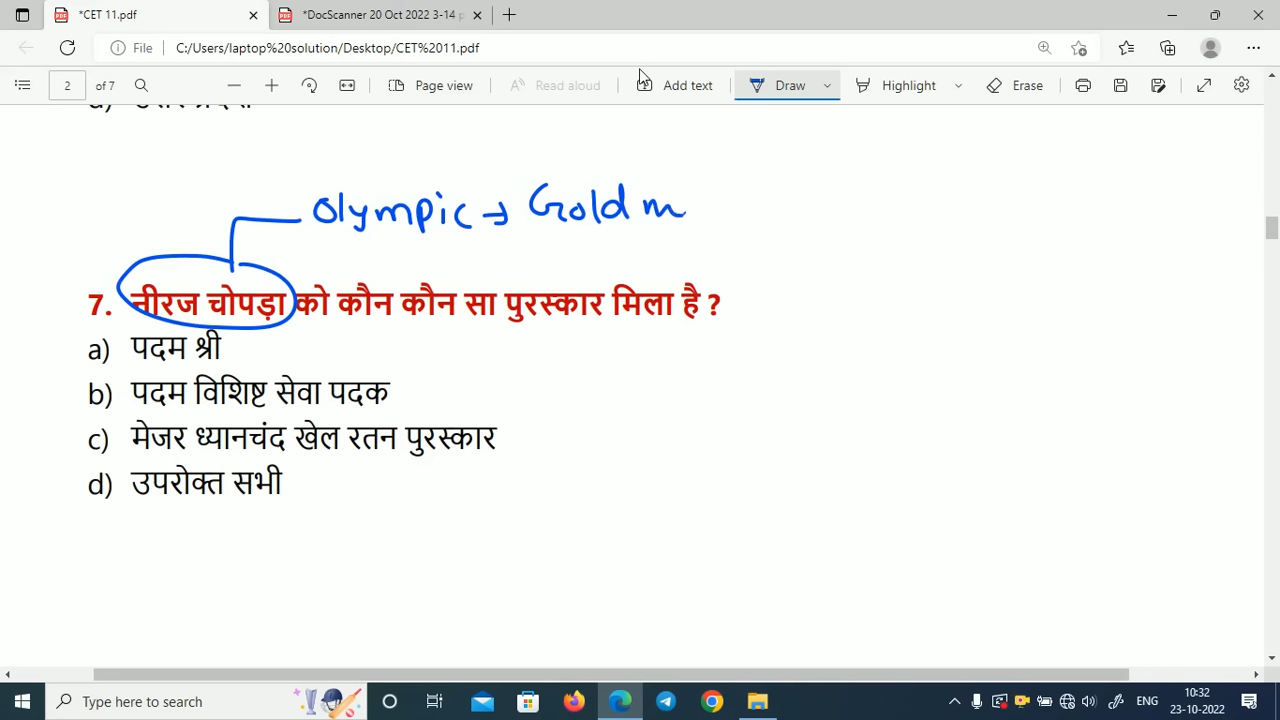 *CET 11.pdf
*DocScanner 20 Oct 2022 3-14 p
File C:/Users/laptop%20solution/Desktop/CET%2011.pdf
2 of 7 Page view Read aloud Add text Draw Highlight Erase
Olympic → Gold m
7. नीरज चोपड़ा को कौन कौन सा पुरस्कार मिला है ?
a) पदम श्री
b) पदम विशिष्ट सेवा पदक
c) मेजर ध्यानचंद खेल रतन पुरस्कार
d) उपरोक्त सभी
Type here to search ENG 10:32
23-10-2022